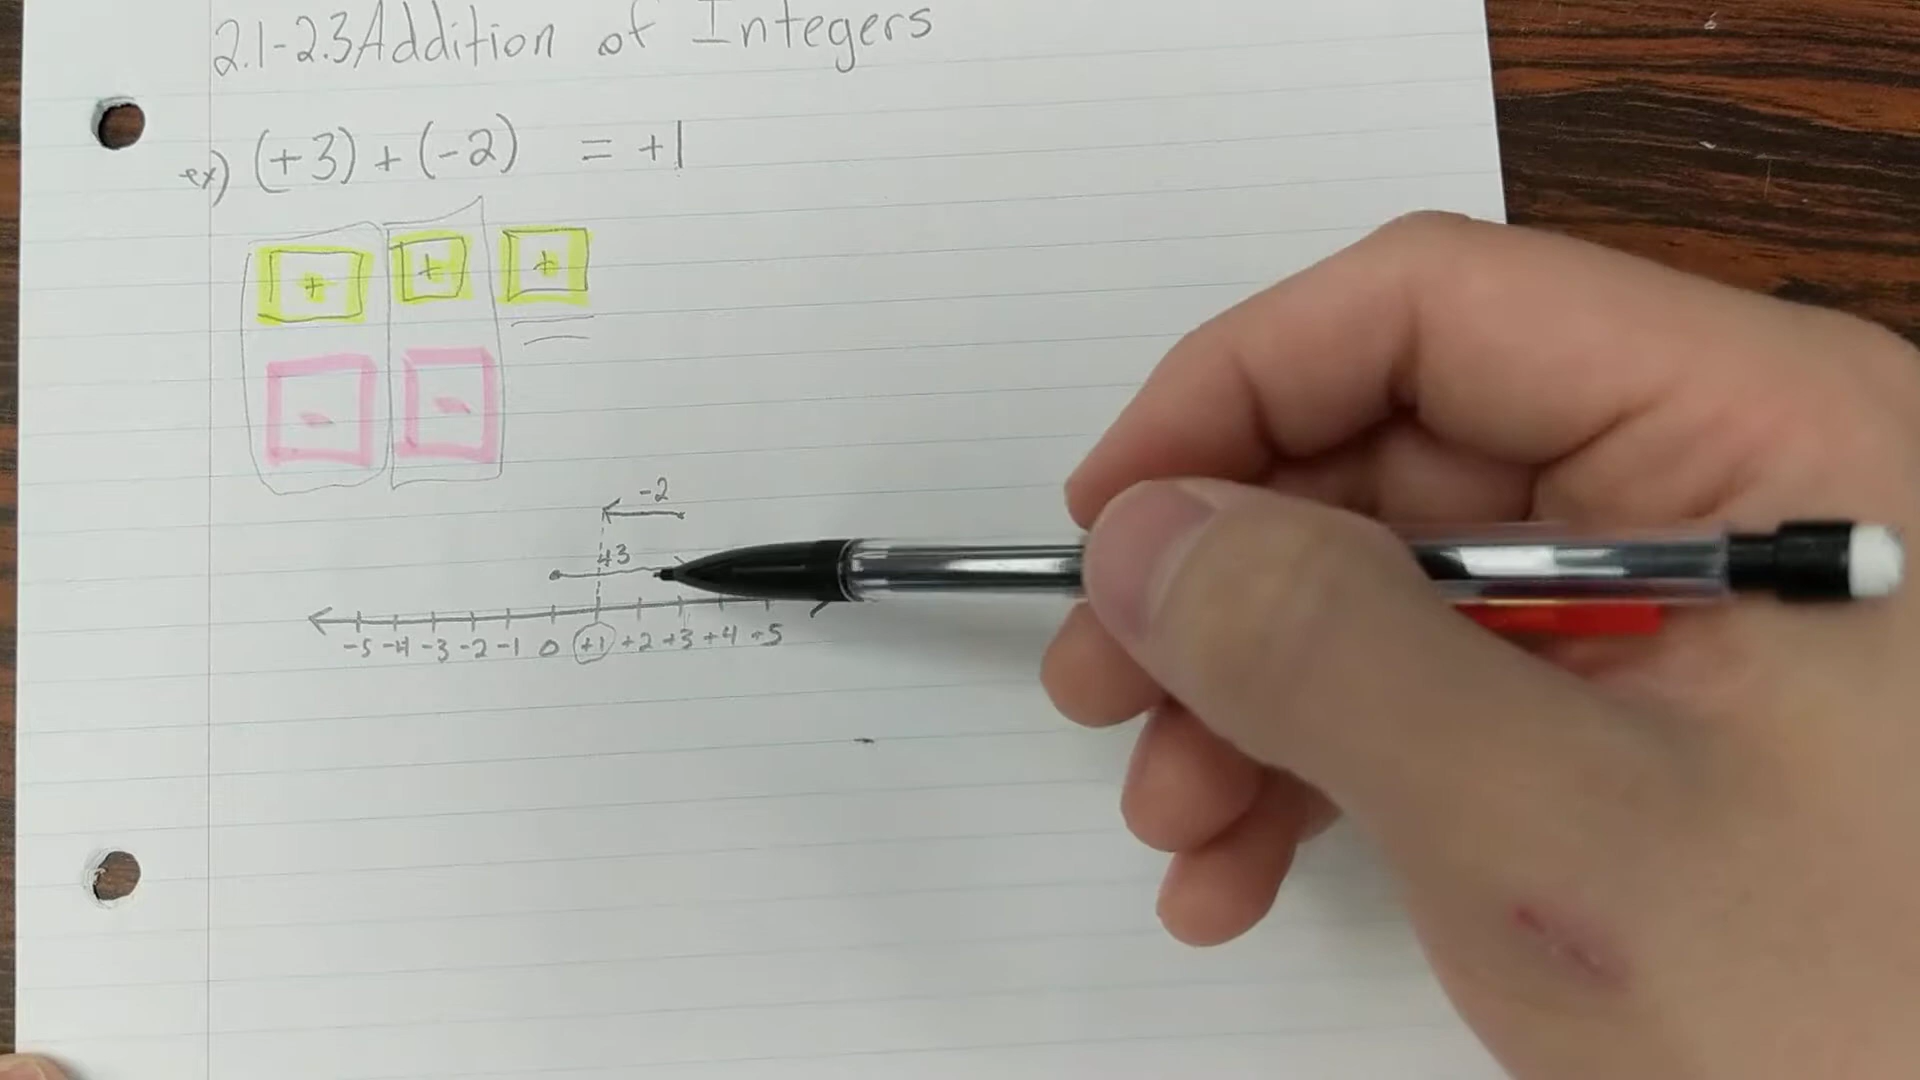 2.1-2.3 Addition of Integers
ex) (+3) + (-2) = +1
+ + +
- -
-2
+3
-5 -4 -3 -2 -1 0 +1 +2 +3 +4 +5